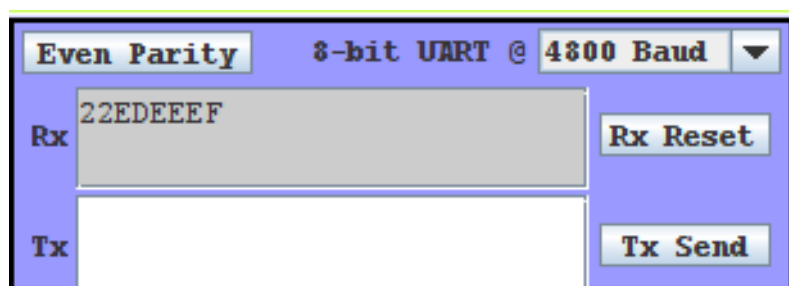 Even Parity 8-bit UART @ 4800 Baud
22EDEEEF
Rx Rx Reset
Tx Tx Send